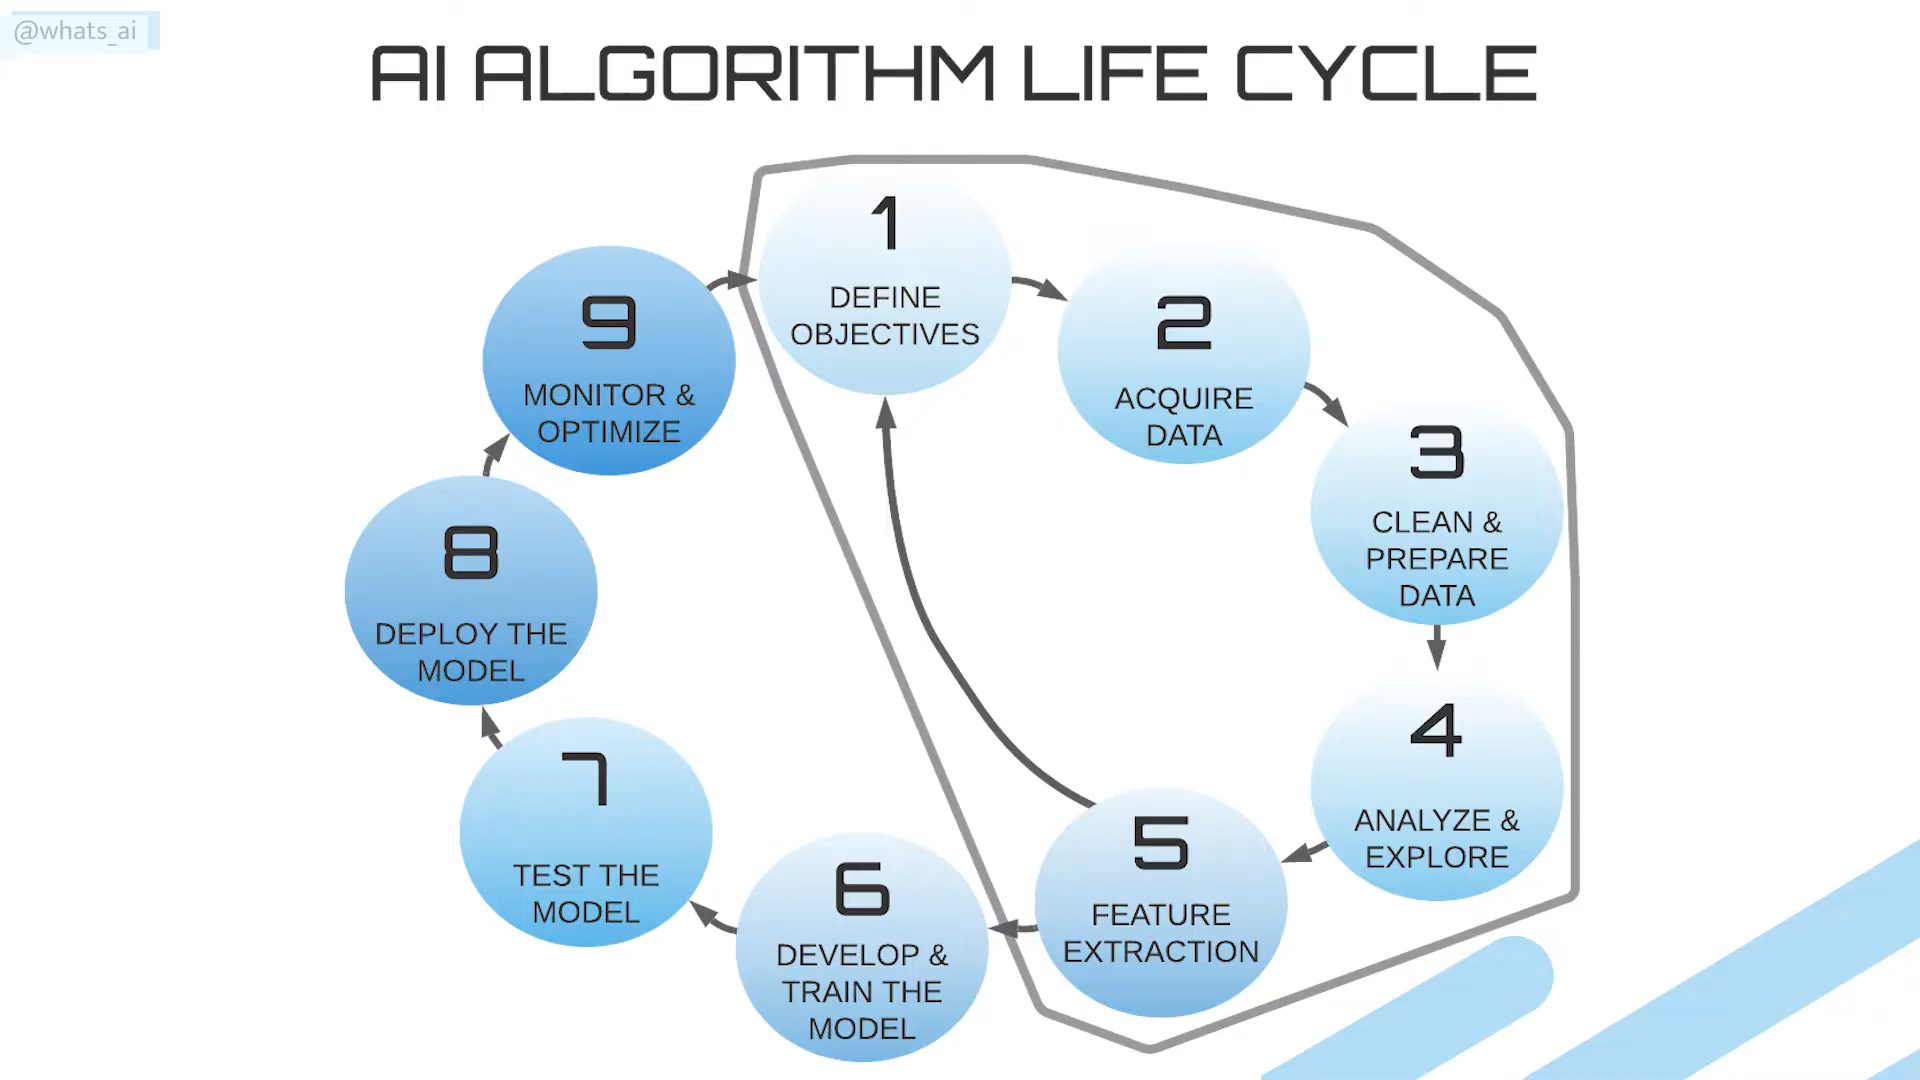 @whats_ai
AI ALGORITHM LIFE CYCLE
1
DEFINE
OBJECTIVES
2
ACQUIRE
DATA
3
CLEAN &
PREPARE
DATA
4
ANALYZE &
EXPLORE
5
FEATURE
EXTRACTION
6
DEVELOP &
TRAIN THE
MODEL
7
TEST THE
MODEL
8
DEPLOY THE
MODEL
9
MONITOR &
OPTIMIZE